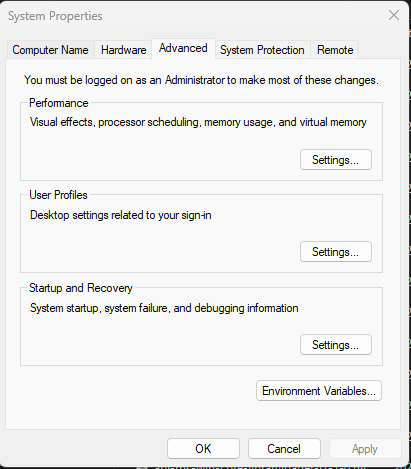 System Properties
Computer Name Hardware Advanced System Protection Remote
You must be logged on as an Administrator to make most of these changes.
Performance
Visual effects, processor scheduling, memory usage, and virtual memory
Settings...
User Profiles
Desktop settings related to your sign-in
Settings...
Startup and Recovery
System startup, system failure, and debugging information
Settings...
Environment Variables...
OK Cancel Apply